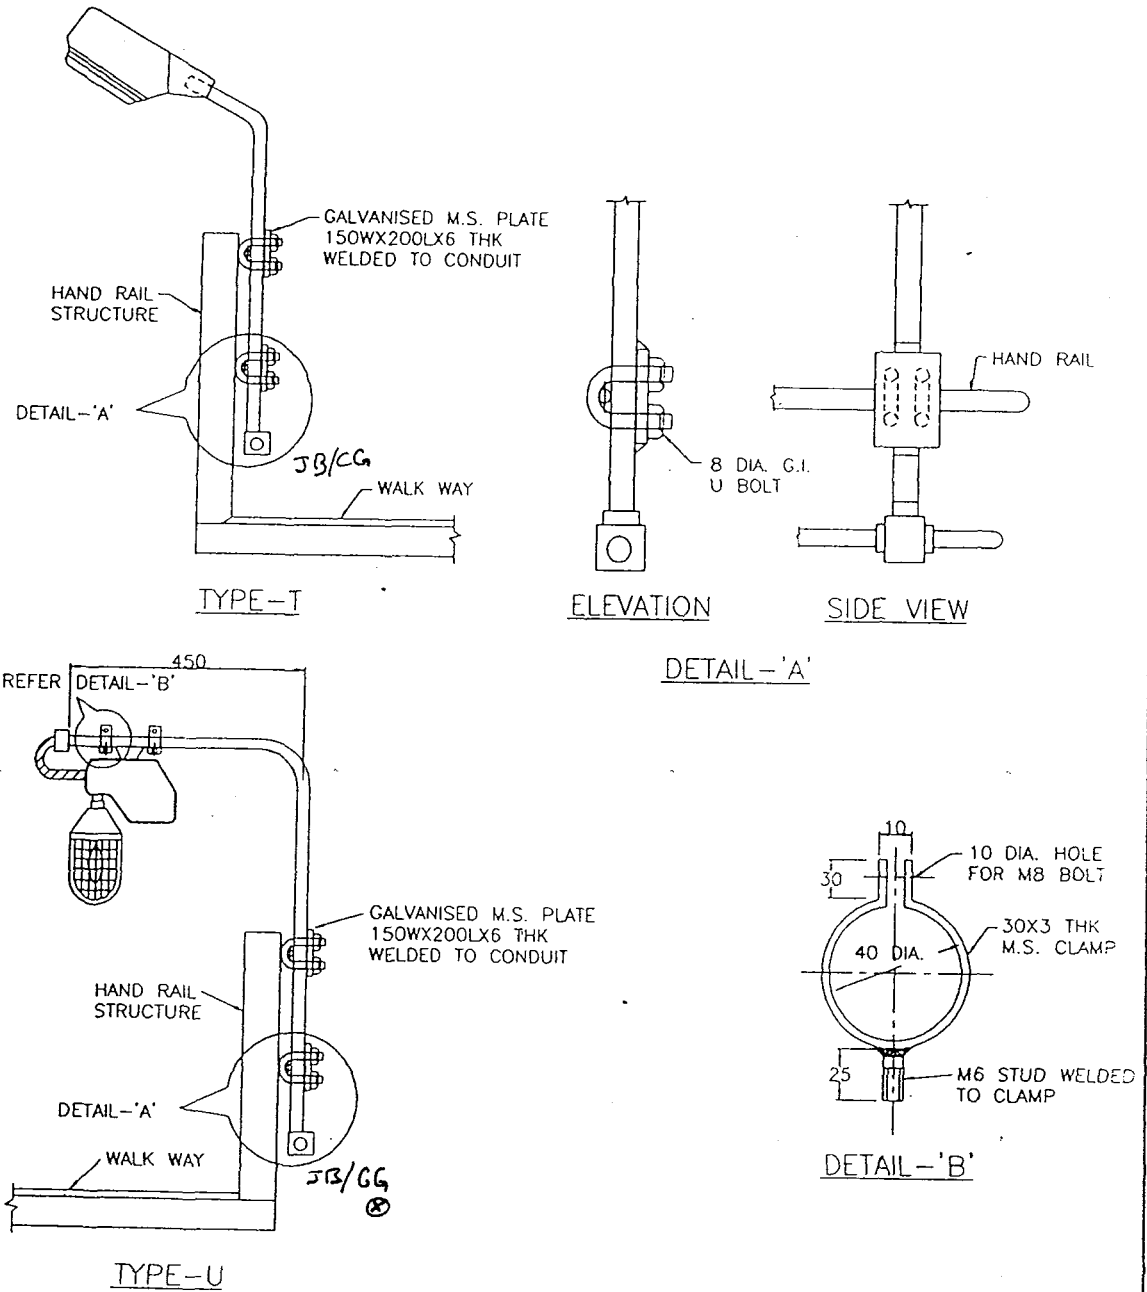 GALVANISED M.S. PLATE
150WX200LX6 THK
WELDED TO CONDUIT
HAND RAIL
STRUCTURE
DETAIL-'A'
JB/CG
WALK WAY
TYPE-T
8 DIA. G.I.
U BOLT
ELEVATION
HAND RAIL
SIDE VIEW
DETAIL-'A'
450
REFER DETAIL-'B'
GALVANISED M.S. PLATE
150WX200LX6 THK
WELDED TO CONDUIT
HAND RAIL
STRUCTURE
DETAIL-'A'
WALK WAY
JB/GG
TYPE-U
10
30
10 DIA. HOLE
FOR M8 BOLT
40 DIA.
30X3 THK
M.S. CLAMP
25
M6 STUD WELDED
TO CLAMP
DETAIL-'B'